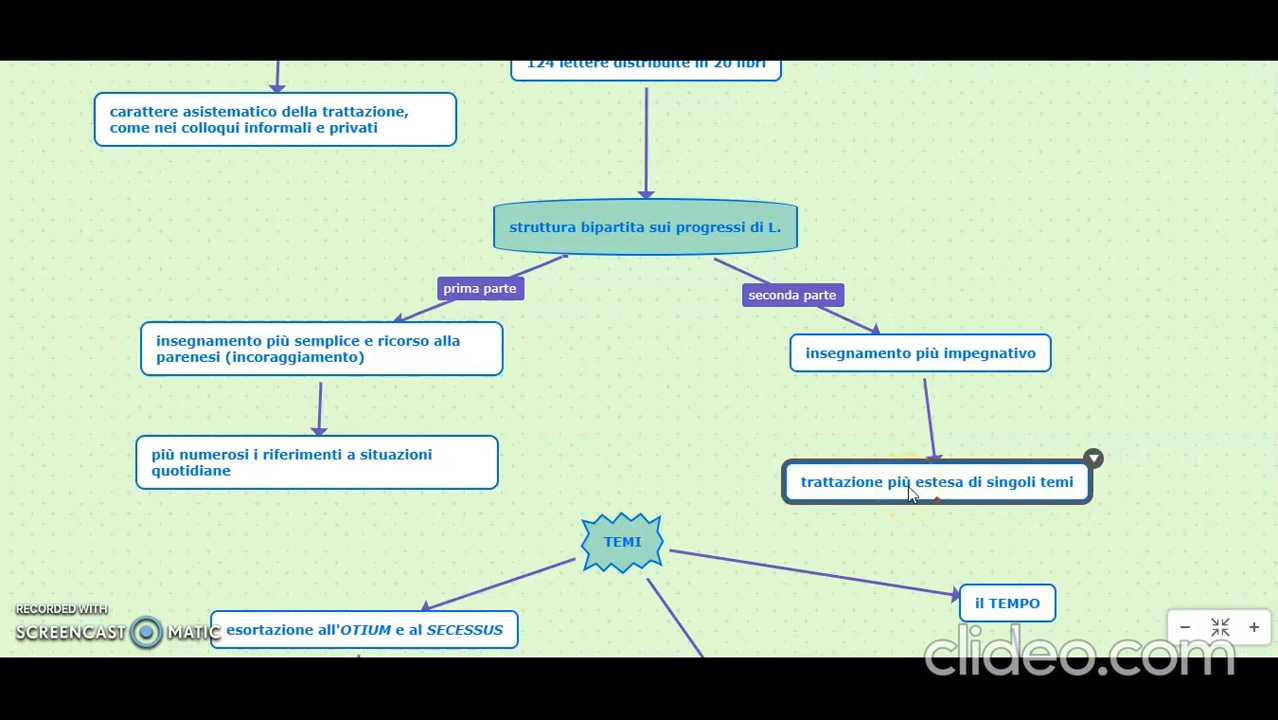 124 lettere distribuite in 20 libri
carattere asistematico della trattazione,
come nei colloqui informali e privati
struttura bipartita sui progressi di L.
prima parte
seconda parte
insegnamento più semplice e ricorso alla
parenesi (incoraggiamento)
insegnamento più impegnativo
più numerosi i riferimenti a situazioni
quotidiane
trattazione più estesa di singoli temi
TEMI
il TEMPO
esortazione all'OTIUM e al SECESSUS
RECORDED WITH
SCREENCAST MATIC
clideo.com